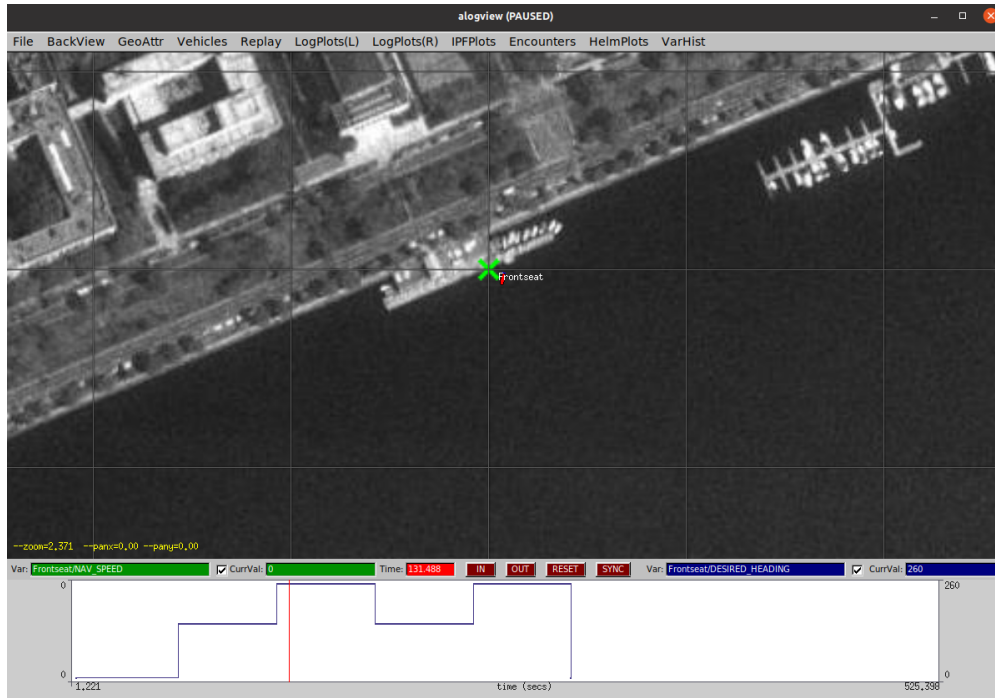 alogview (PAUSED)
File BackView GeoAttr Vehicles Replay LogPlots(L) LogPlots(R) IPFPlots Encounters HelmPlots VarHist
Frontseat
--zoom=2.371 --panx=0.00 --pany=0.00
Var: Frontseat/NAV_SPEED CurrVal: 0 Time: 131.488 IN OUT RESET SYNC Var: Frontseat/DESIRED_HEADING CurrVal: 260
0 260
0 0
1.221 time (secs) 525.398